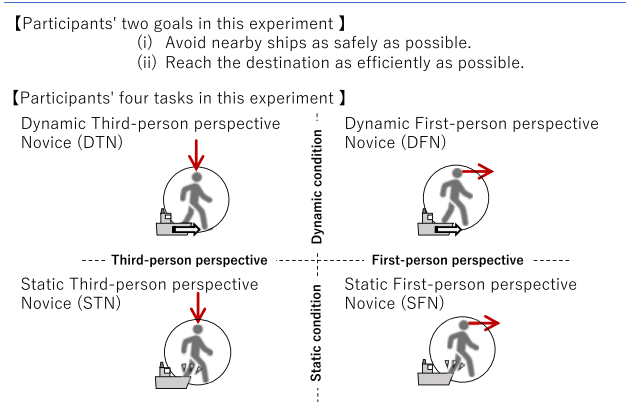 【Participants' two goals in this experiment】
(i) Avoid nearby ships as safely as possible.
(ii) Reach the destination as efficiently as possible.
【Participants' four tasks in this experiment 】
Dynamic Third-person perspective
Novice (DTN)
Dynamic First-person perspective
Novice (DFN)
Dynamic condition
Third-person perspective
First-person perspective
Static Third-person perspective
Novice (STN)
Static First-person perspective
Novice (SFN)
Static condition